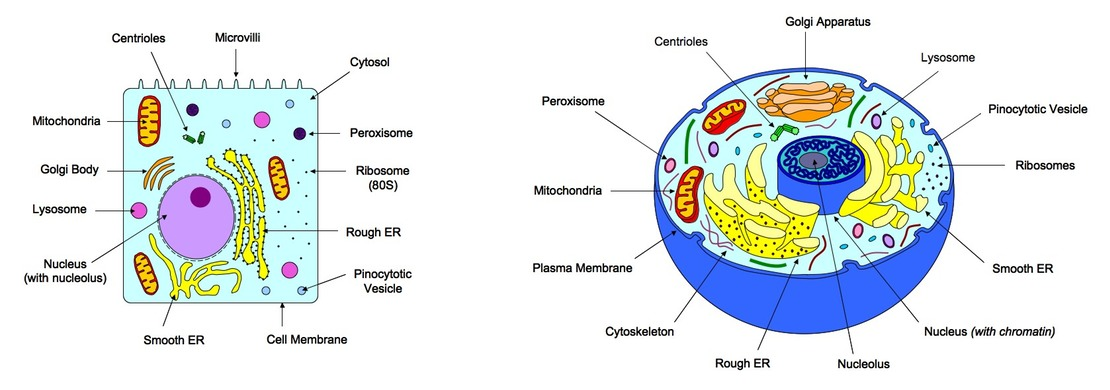 Centrioles
Microvilli
Cytosol
Mitochondria
Peroxisome
Golgi Body
Ribosome
(80S)
Lysosome
Rough ER
Nucleus
(with nucleolus)
Pinocytotic
Vesicle
Smooth ER
Cell Membrane
Golgi Apparatus
Centrioles
Lysosome
Peroxisome
Pinocytotic Vesicle
Ribosomes
Mitochondria
Plasma Membrane
Smooth ER
Cytoskeleton
Nucleus (with chromatin)
Rough ER
Nucleolus